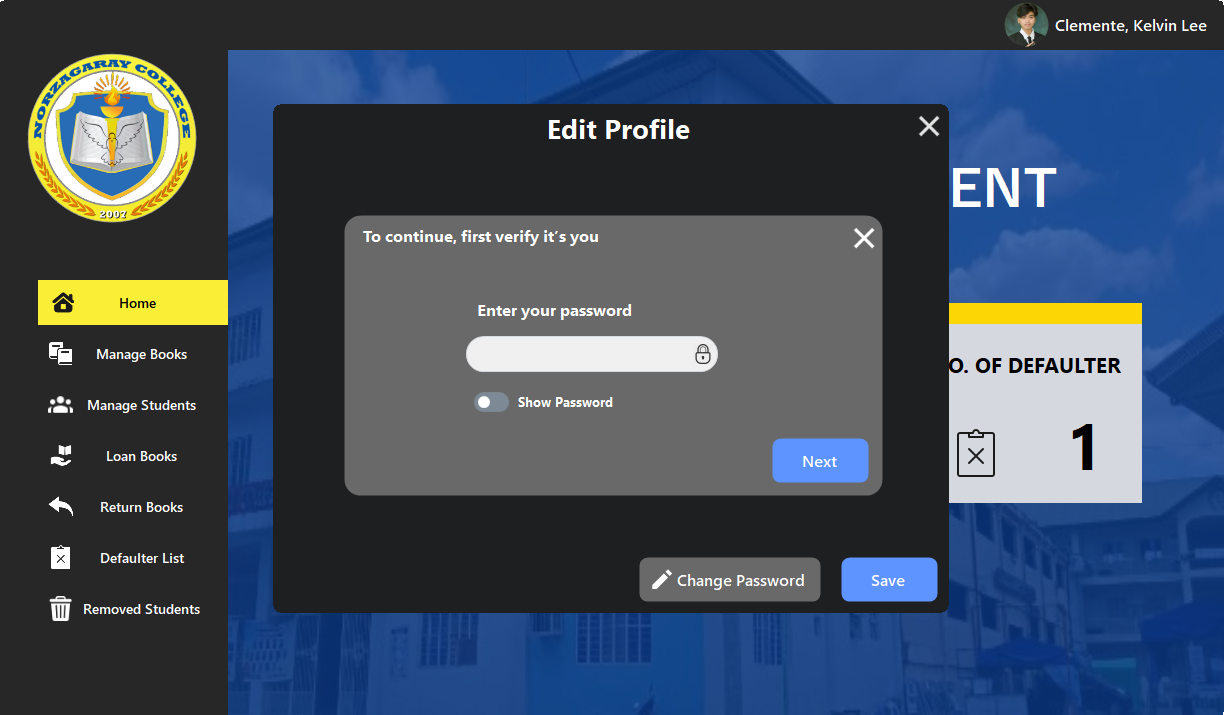 Clemente, Kelvin Lee
NORZAGARAY COLLEGE
2007
Edit Profile
ENT
To continue, first verify it's you
Home
Enter your password
Manage Books
O. OF DEFAULTER
Manage Students
Show Password
Loan Books
1
Next
Return Books
Defaulter List
Change Password
Save
Removed Students